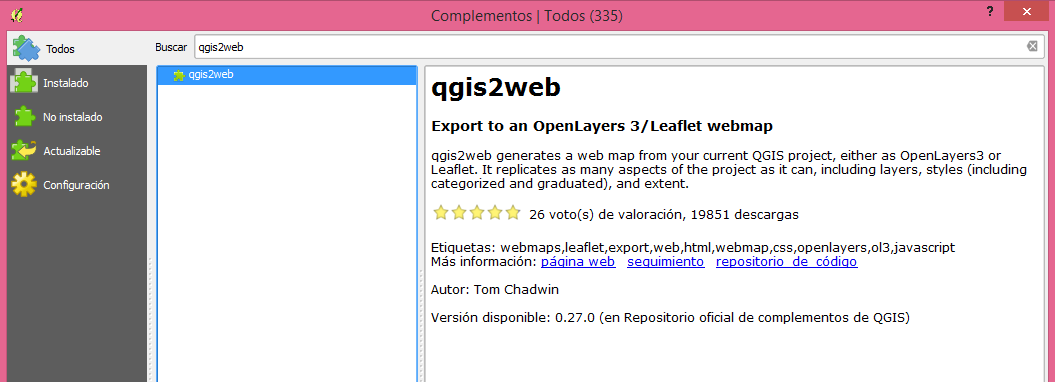 Complementos | Todos (335)
? ×
Todos
Buscar qgis2web
Instalado
No instalado
Actualizable
Configuración
qgis2web
qgis2web
Export to an OpenLayers 3/Leaflet webmap
qgis2web generates a web map from your current QGIS project, either as OpenLayers3 or
Leaflet. It replicates as many aspects of the project as it can, including layers, styles (including
categorized and graduated), and extent.
26 voto(s) de valoración, 19851 descargas
Etiquetas: webmaps,leaflet,export,web,html,webmap,css,openlayers,ol3,javascript
Más información: página web seguimiento repositorio de código
Autor: Tom Chadwin
Versión disponible: 0.27.0 (en Repositorio oficial de complementos de QGIS)